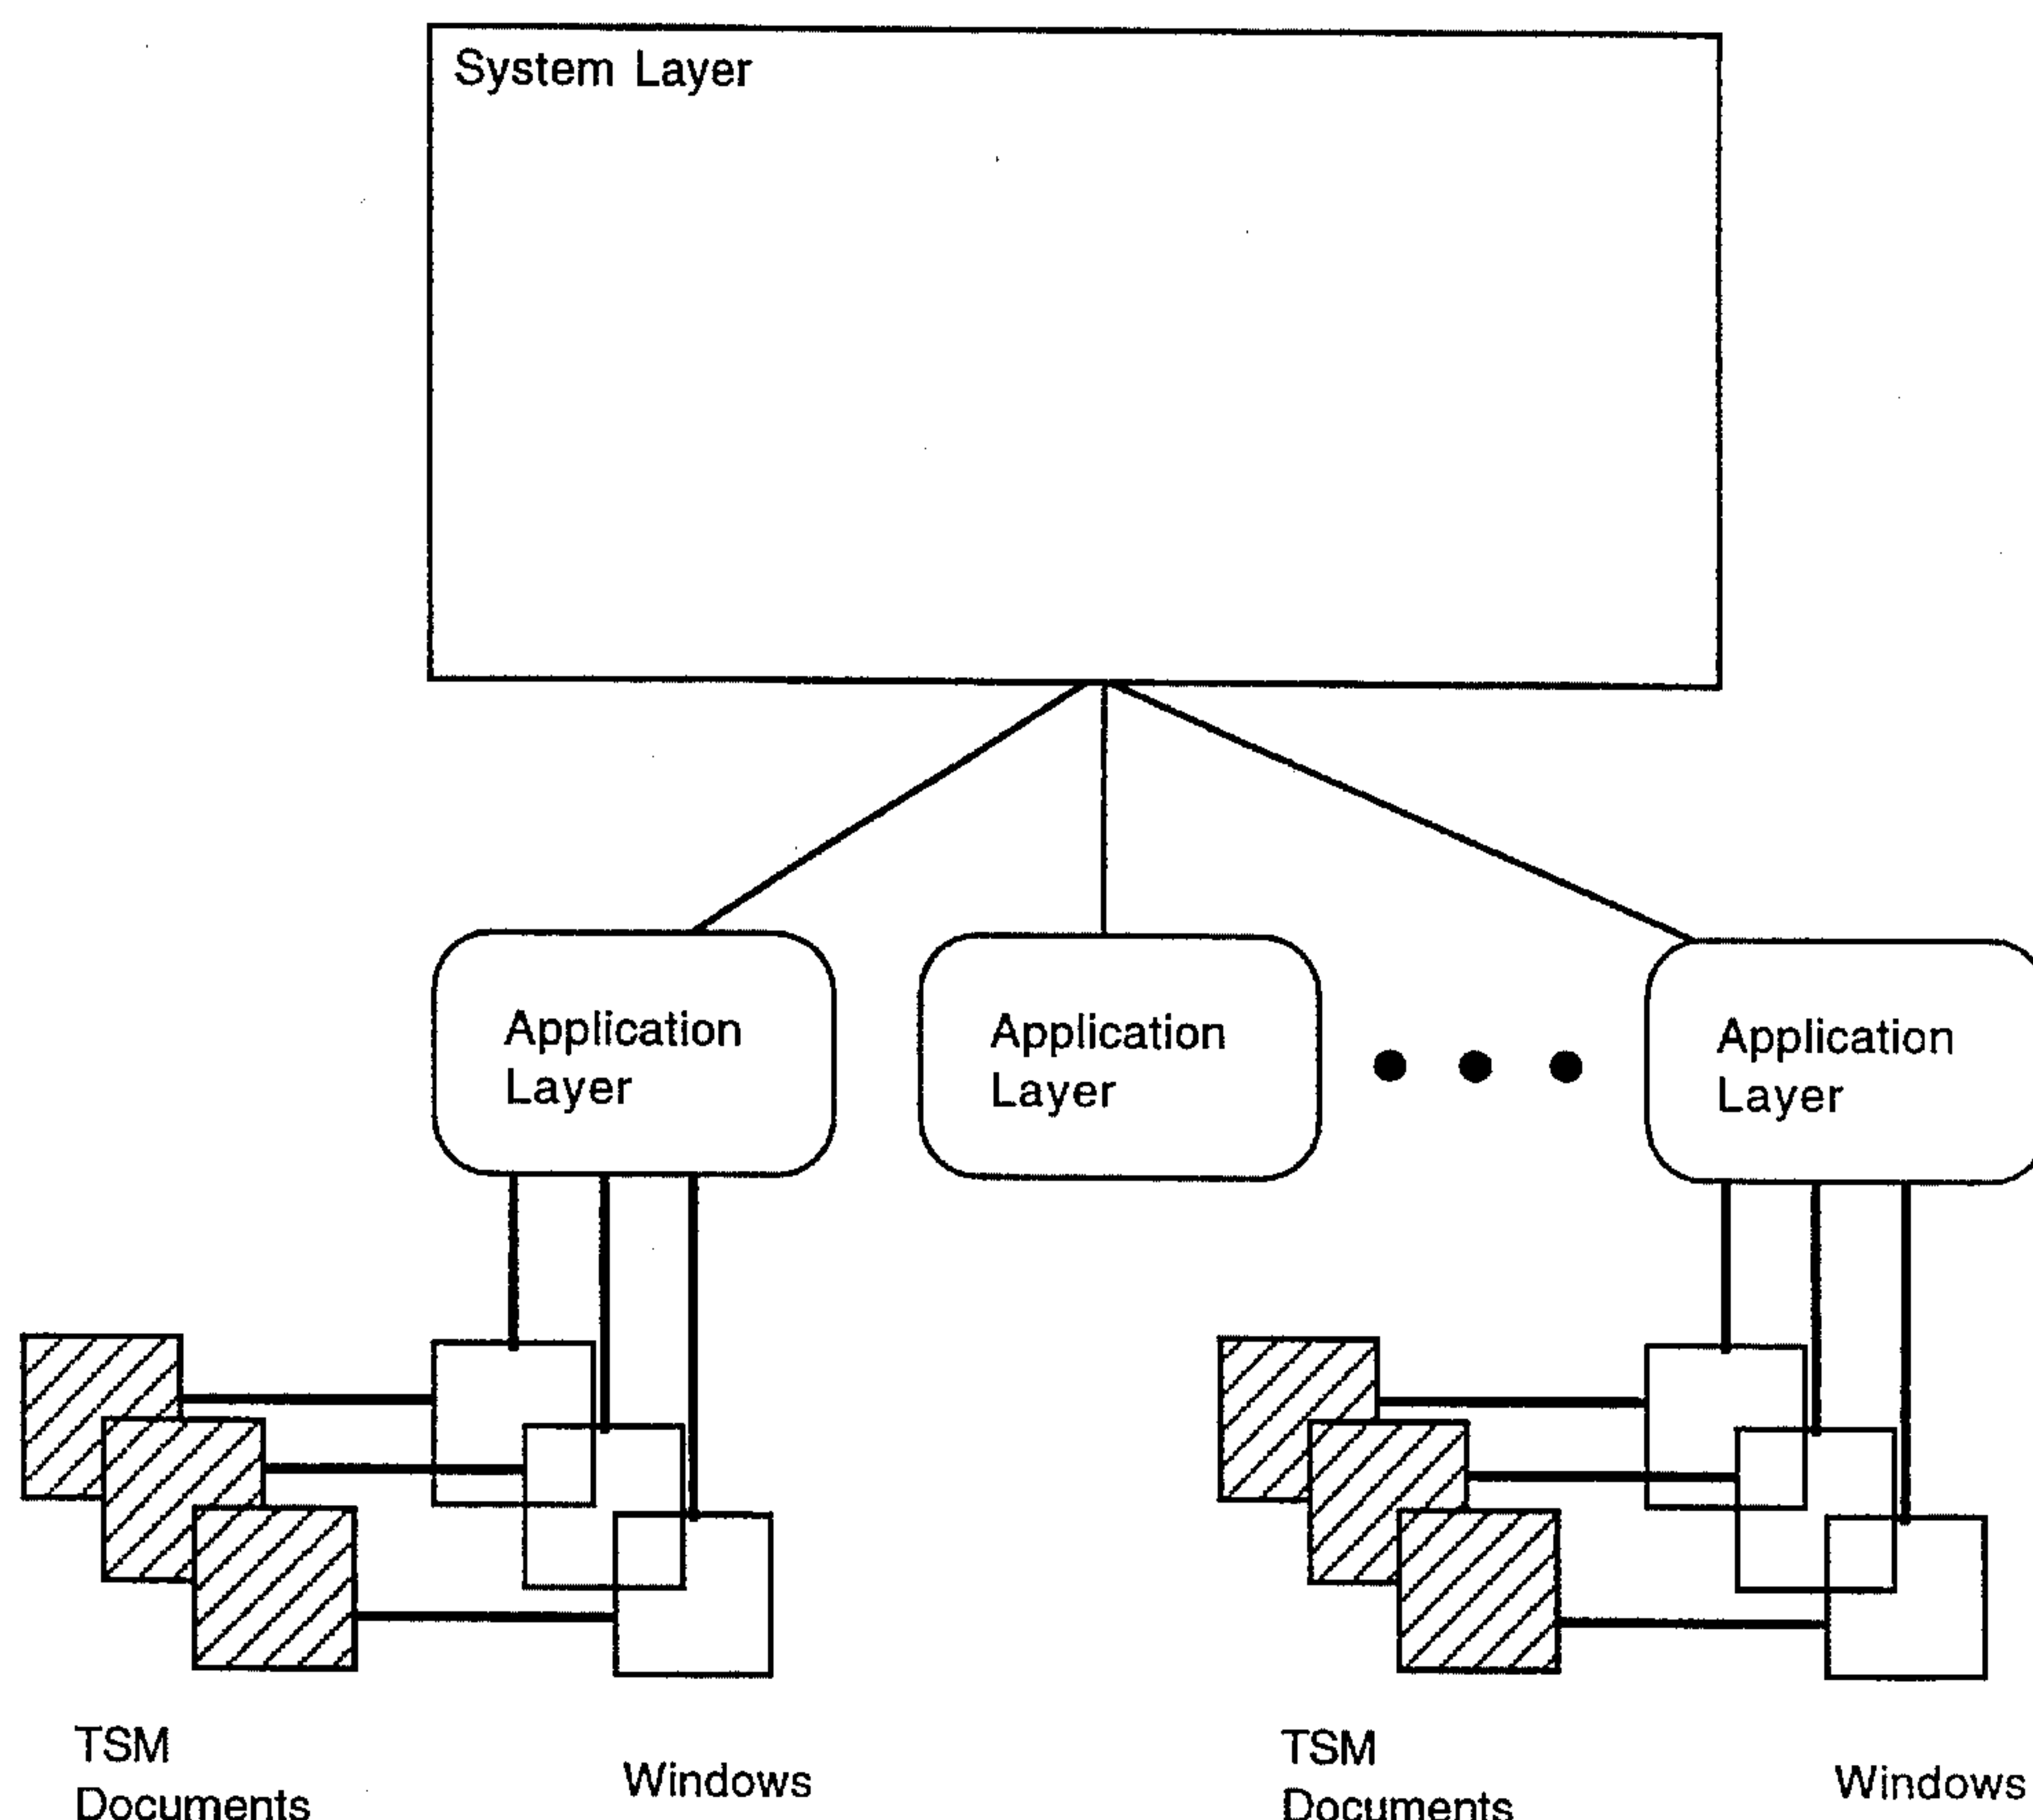 System Layer
Application
Layer
Application
Layer
Application
Layer
TSM
Documents
Windows
TSM
Documents
Windows